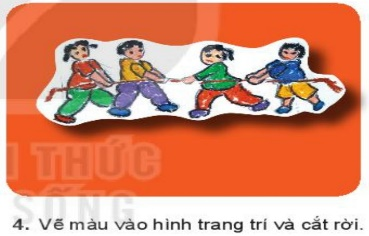 I THỨC
SỐNG
4. Vẽ màu vào hình trang trí và cắt rời.